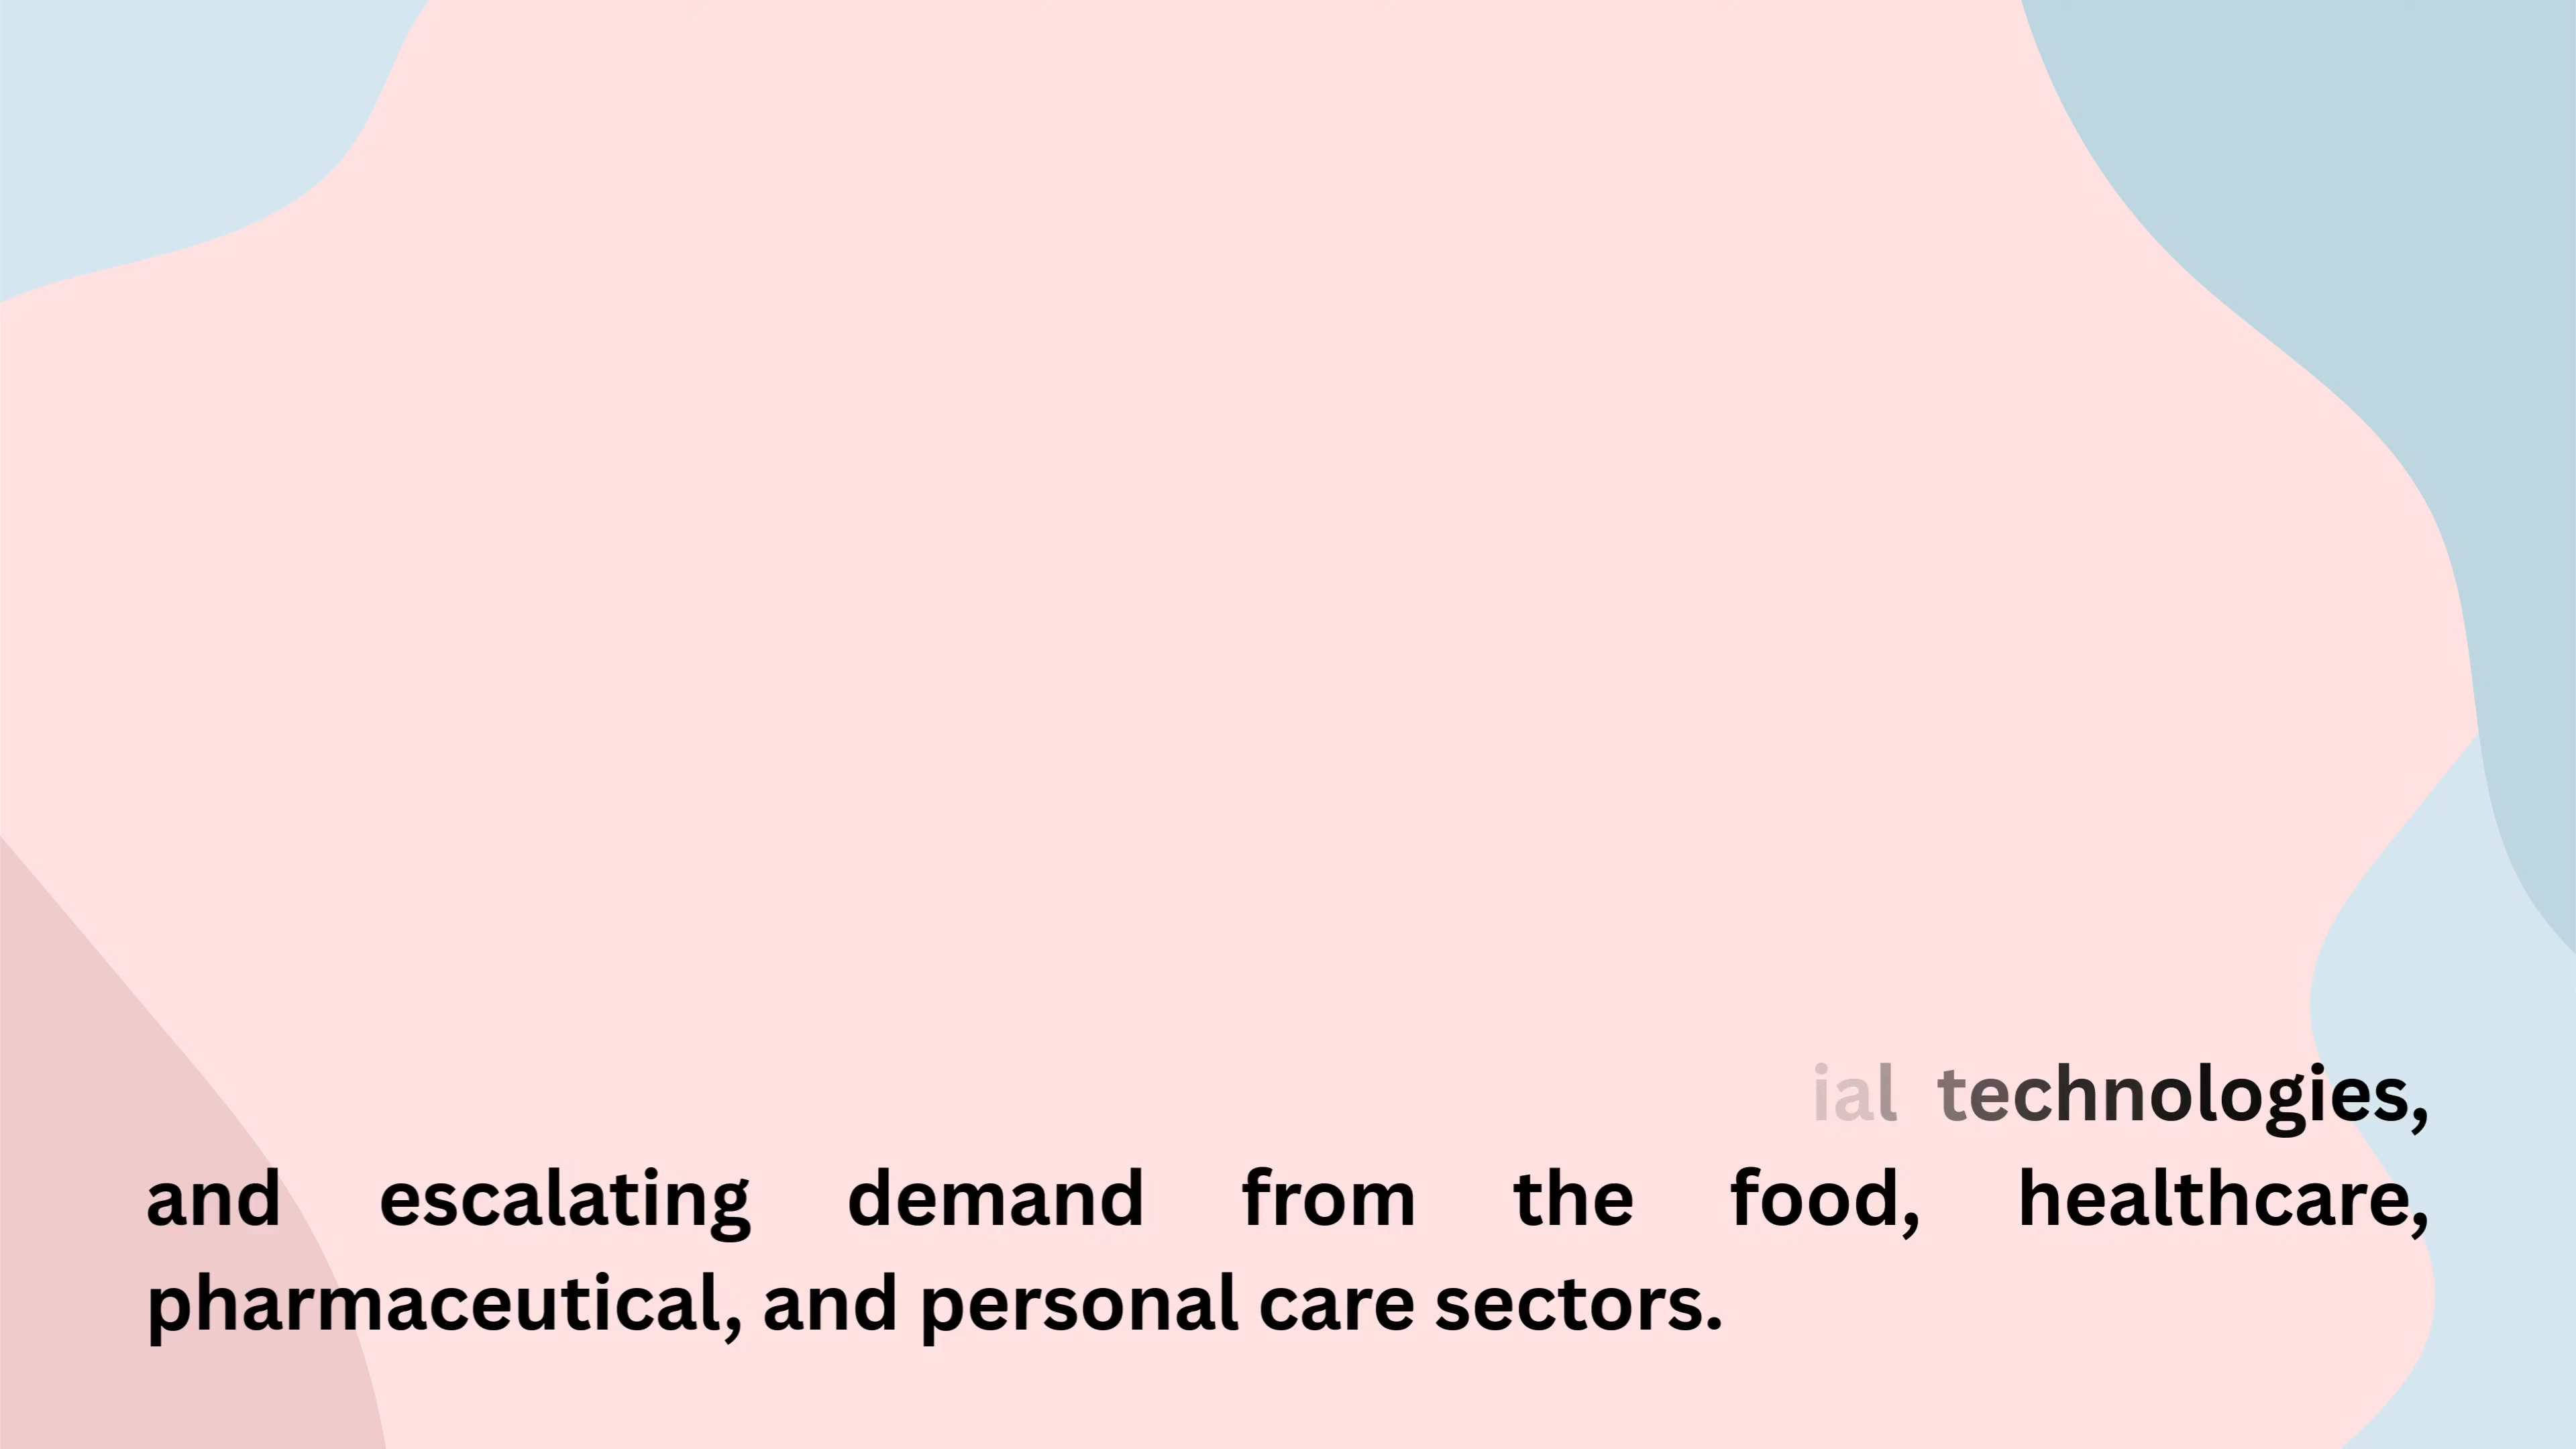 ial technologies,
and escalating demand from the food, healthcare,
pharmaceutical, and personal care sectors.